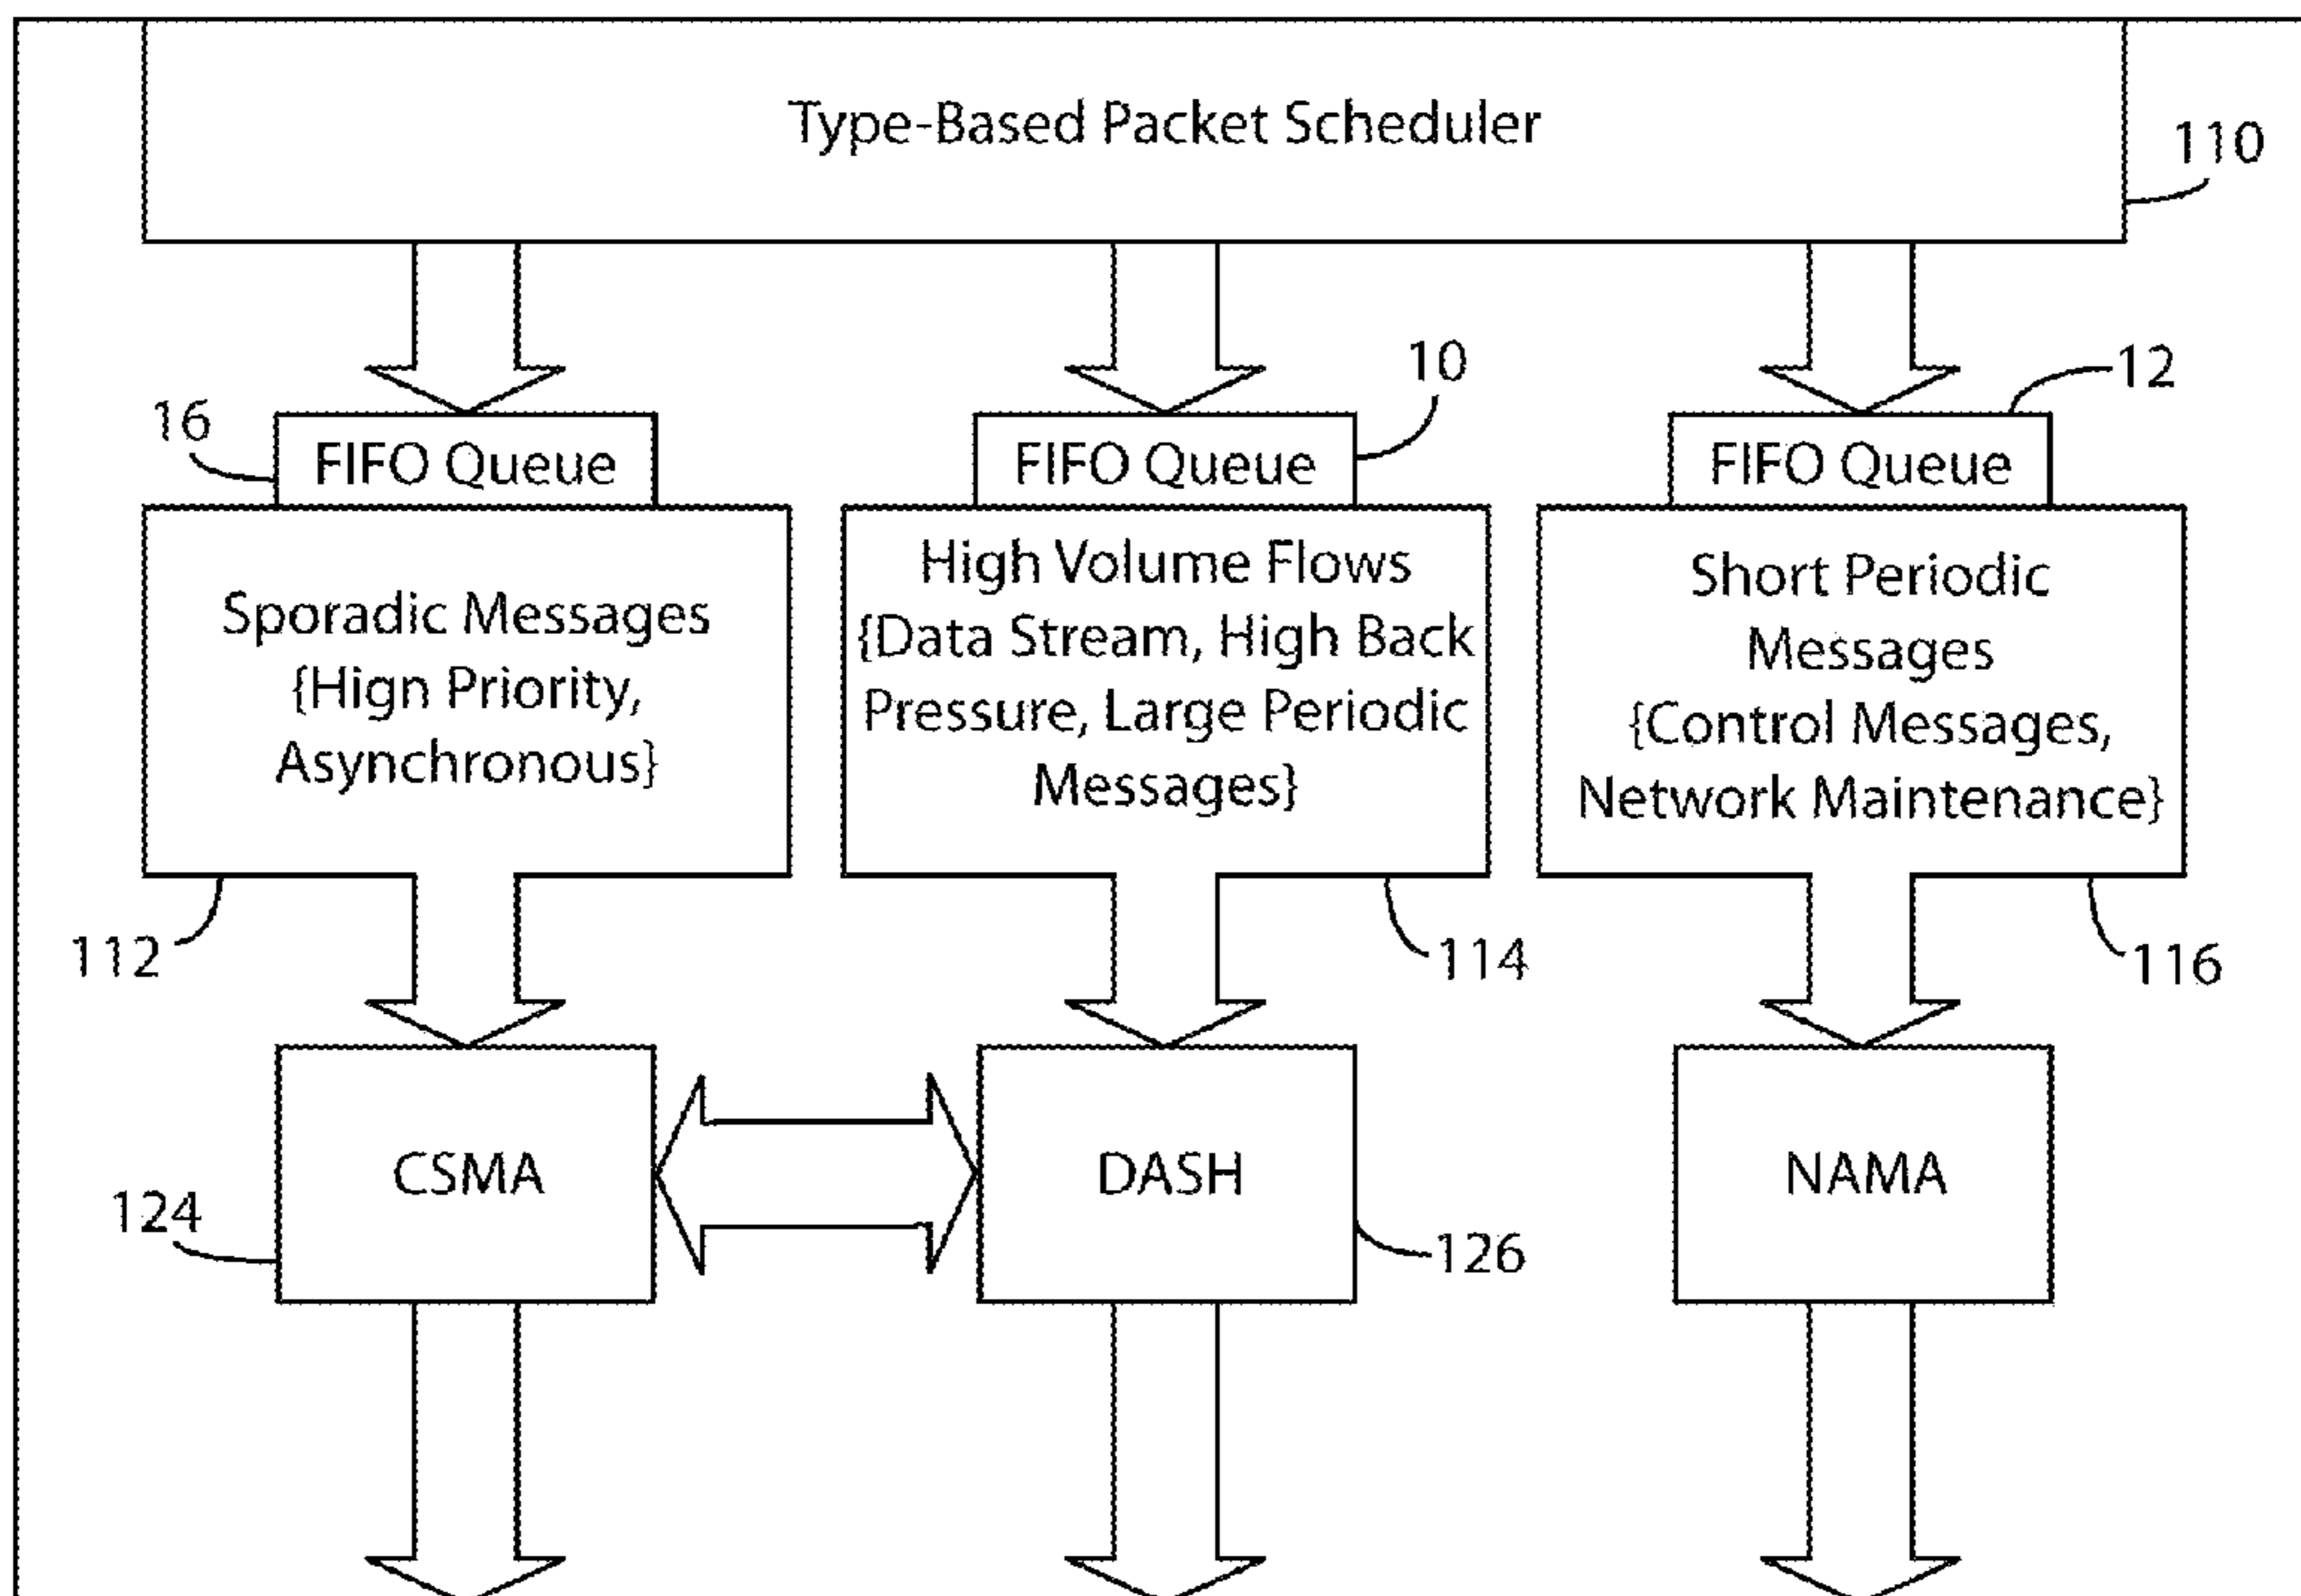 Type-Based Packet Scheduler
110
16
10
12
FIFO Queue
FIFO Queue
FIFO Queue
Sporadic Messages
{Hign Priority,
Asynchronous}
High Volume Flows
{Data Stream, High Back
Pressure, Large Periodic
Messages}
Short Periodic
Messages
{Control Messages,
Network Maintenance}
112
114
116
CSMA
DASH
NAMA
124
126